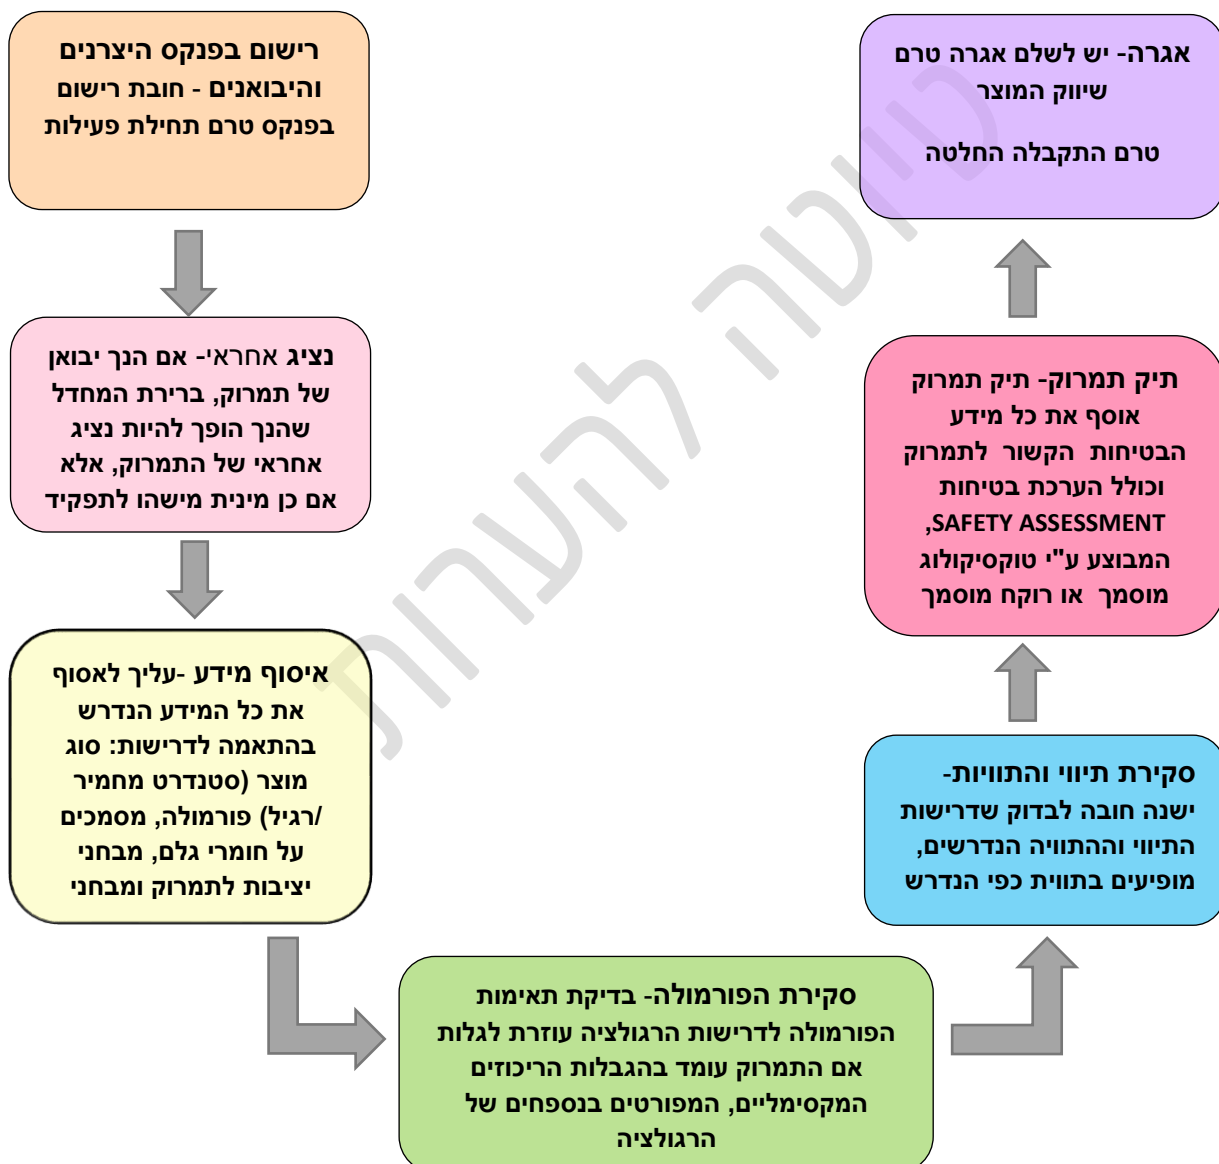 רישום בפנקס היצרנים
והיבואנים - חובת רישום
בפנקס טרם תחילת פעילות
נציג אחראי- אם הנך יבואן
של תמרוק, ברירת המחדל
שהנך הופך להיות נציג
אחראי של התמרוק, אלא
אם כן מינית מישהו לתפקיד
איסוף מידע -עליך לאסוף
את כל המידע הנדרש
בהתאמה לדרישות: סוג
מוצר (סטנדרט מחמיר
/רגיל) פורמולה, מסמכים
על חומרי גלם, מבחני
יציבות לתמרוק ומבחני
סקירת הפורמולה- בדיקת תאימות
הפורמולה לדרישות הרגולציה עוזרת לגלות
אם התמרוק עומד בהגבלות הריכוזים
המקסימליים, המפורטים בנספחים של
הרגולציה
סקירת תיווי והתוויות-
ישנה חובה לבדוק שדרישות
התיווי וההתוויה הנדרשים,
מופיעים בתווית כפי הנדרש
תיק תמרוק- תיק תמרוק
אוסף את כל מידע
הבטיחות הקשור לתמרוק
וכולל הערכת בטיחות
SAFETY ASSESSMENT,
המבוצע ע"י טוקסיקולוג
מוסמך או רוקח מוסמך
אגרה- יש לשלם אגרה טרם
שיווק המוצר
טרם התקבלה החלטה
טיוטה להערות